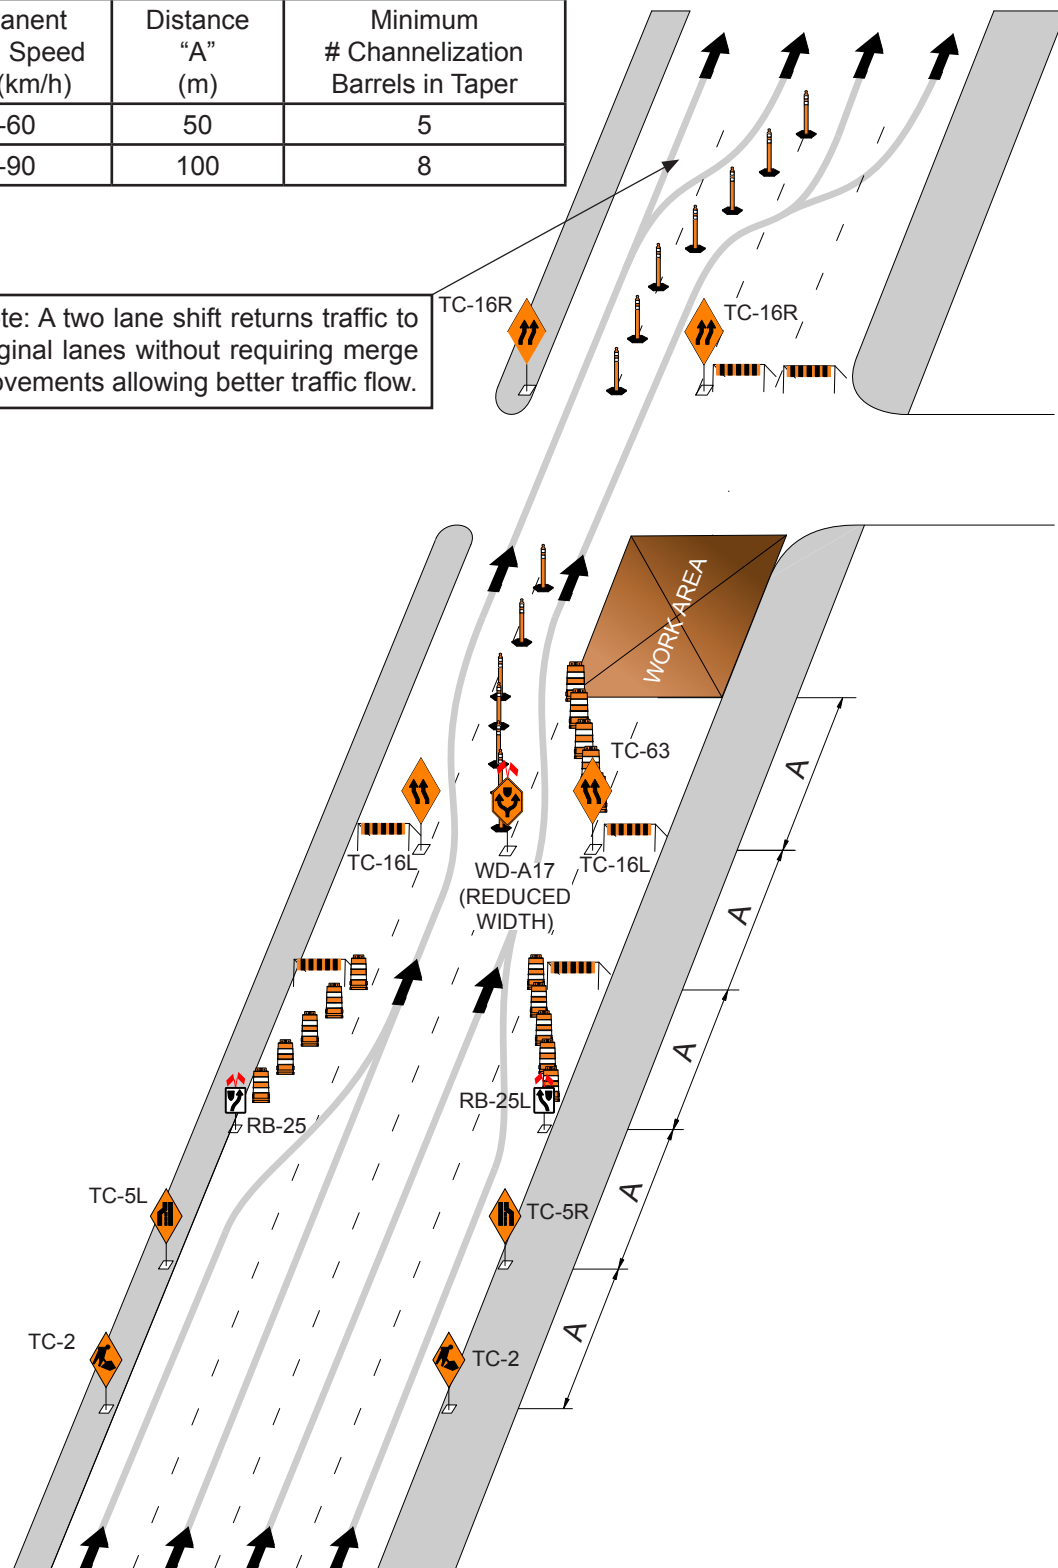 anent
Speed
(km/h)
Distance
“A”
(m)
Minimum
# Channelization
Barrels in Taper
-60
50
5
-90
100
8
te: A two lane shift returns traffic to
ginal lanes without requiring merge
ovements allowing better traffic flow.
TC-16R
TC-16R
WORK AREA
TC-63
A
TC-16L
WD-A17
(REDUCED
WIDTH)
TC-16L
A
A
RB-25
RB-25L
TC-5L
TC-5R
A
TC-2
TC-2
A